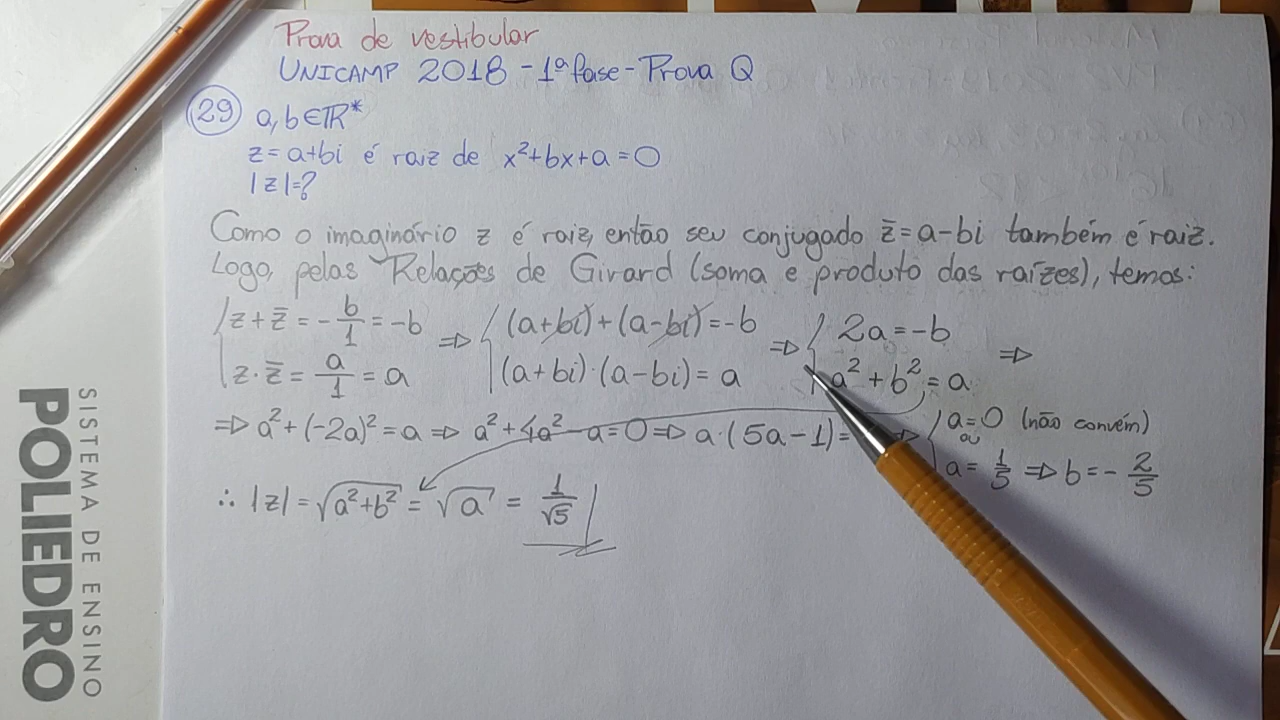 Prova de vestibular
UNICAMP 2018 - 1ª fase - Prova Q
29 a, b ∈ ℝ*
z = a+bi é raiz de x²+bx+a = 0
|z|=?
Como o imaginário z é raiz, então seu conjugado z̄ = a-bi também é raiz.
Logo, pelas Relações de Girard (soma e produto das raízes), temos:
{ z + z̄ = - b/1 = -b ⇒ { (a+bi)+(a-bi) = -b ⇒ { 2a = -b ⇒
z · z̄ = a/1 = a (a+bi)·(a-bi) = a a² + b² = a
⇒ a² + (-2a)² = a ⇒ a² + 4a² - a = 0 ⇒ a·(5a-1) = ⇒ { a = 0 (não convém)
ou
a = 1/5 ⇒ b = - 2/5
∴ |z| = √(a²+b²) = √a = 1/√5
SISTEMA DE ENSINO
POLIEDRO